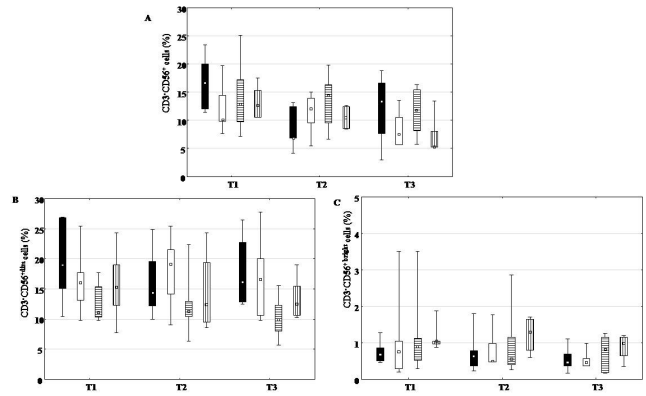 A
CD3⁻CD56⁺ cells (%)
30
25
20
15
10
5
0
T1 T2 T3
B
CD3⁻CD56⁺ᵈⁱᵐ cells (%)
30
25
20
15
10
5
0
T1 T2 T3
C
CD3⁻CD56⁺ᵇʳⁱᵍʰᵗ cells (%)
5
4
3
2
1
0
T1 T2 T3